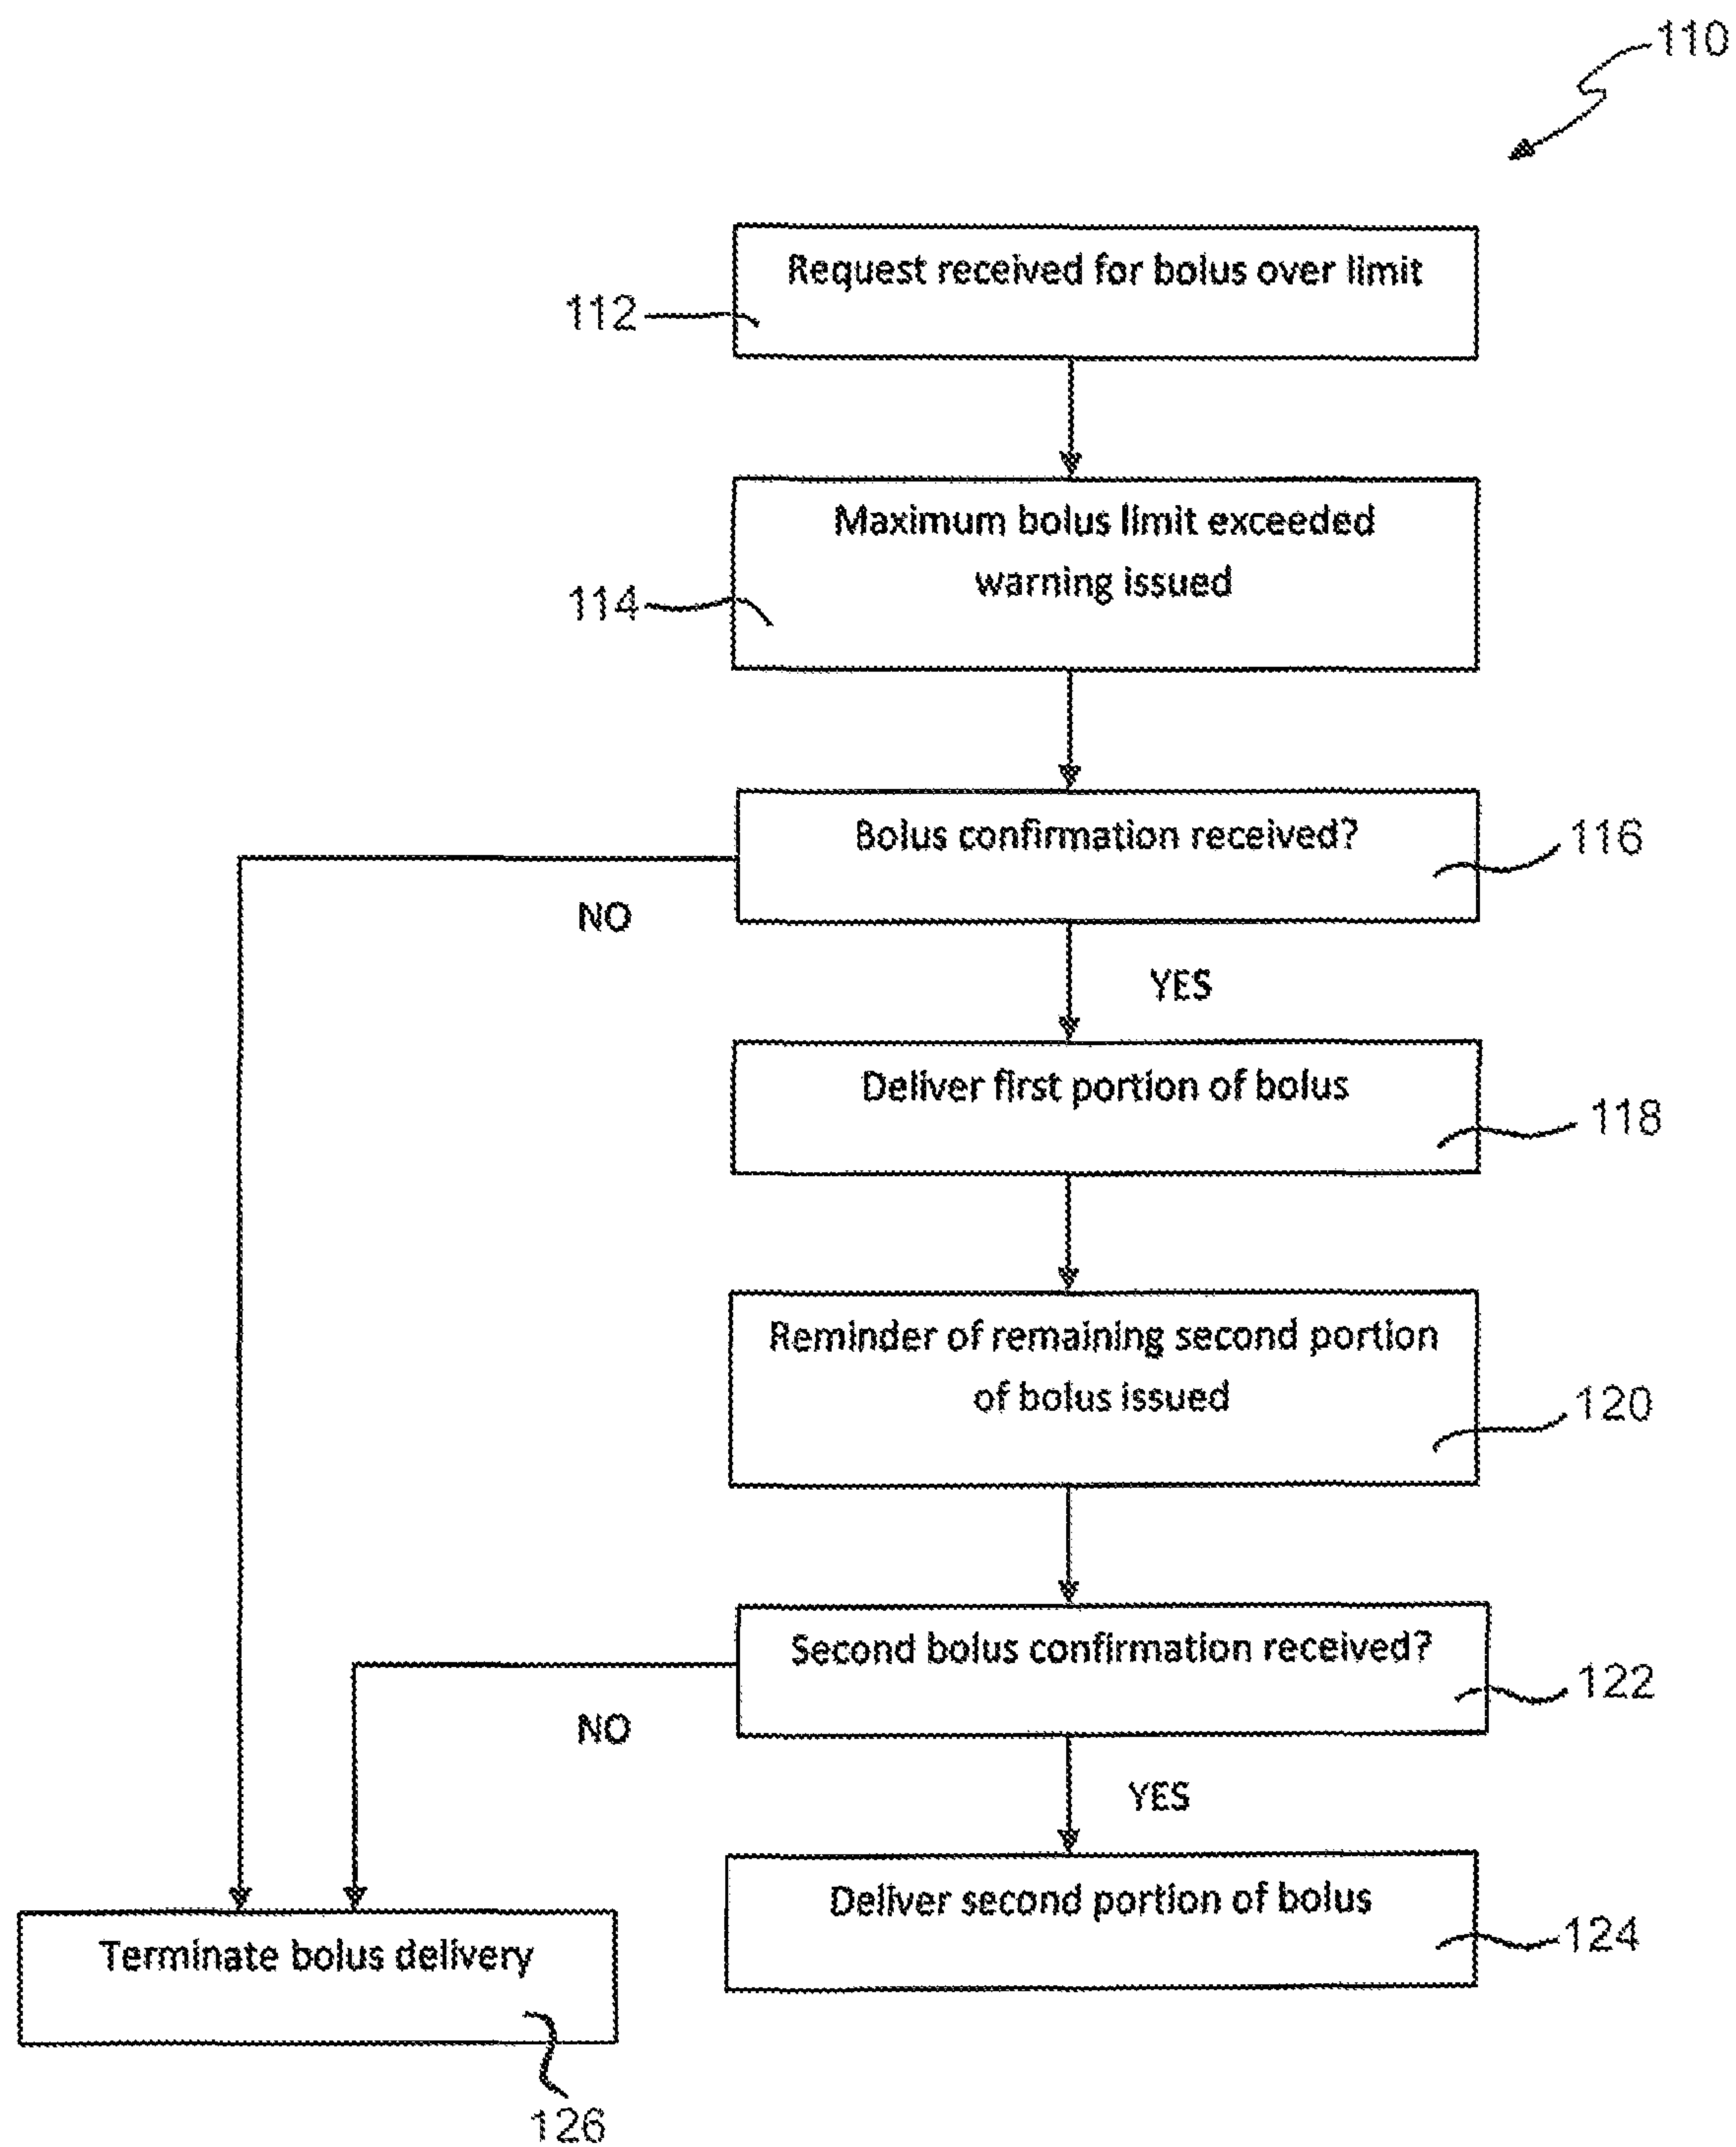 110
Request received for bolus over limit
112
Maximum bolus limit exceeded
warning issued
114
Bolus confirmation received?
116
NO
YES
Deliver first portion of bolus
118
Reminder of remaining second portion
of bolus issued
120
Second bolus confirmation received?
122
NO
YES
Deliver second portion of bolus
124
Terminate bolus delivery
126